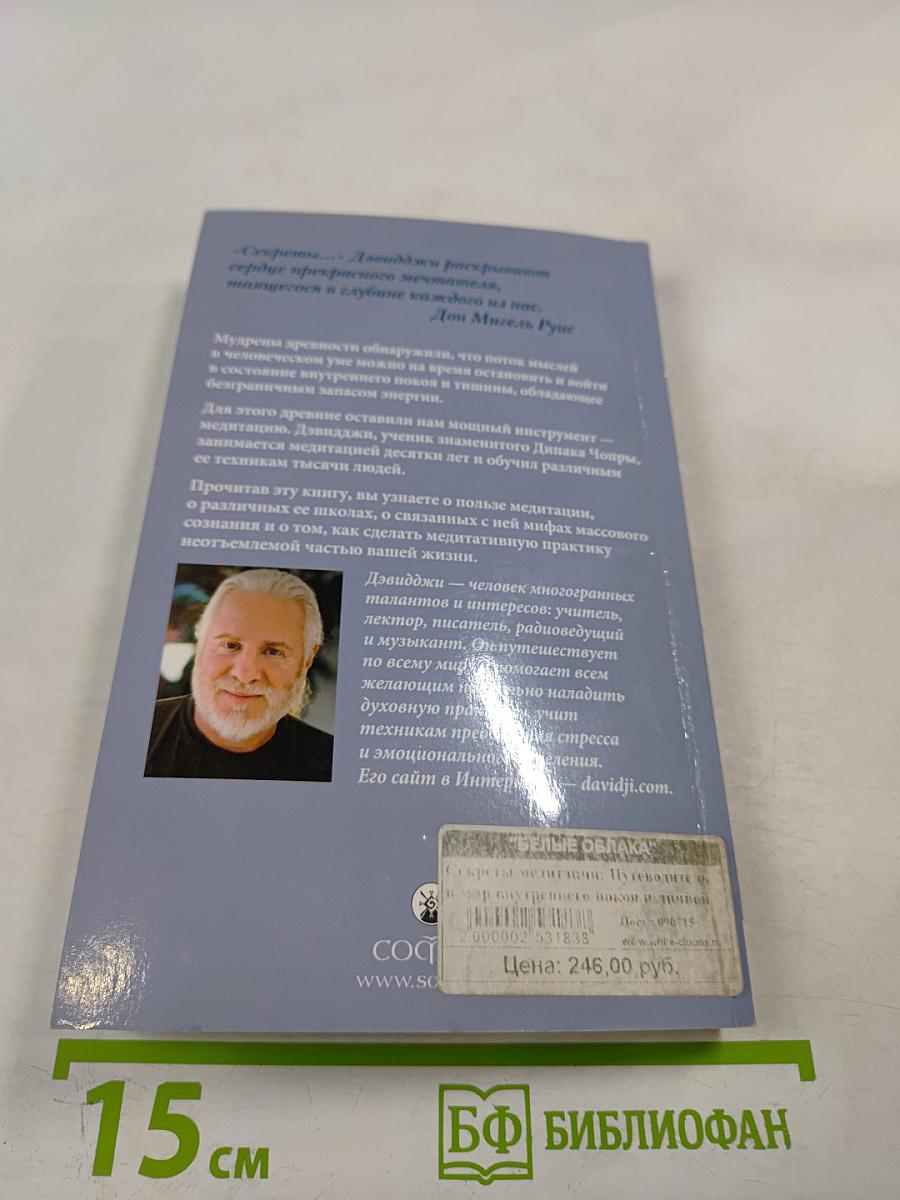 «Секреты...» Дэвидджи раскрывают
сердце прекрасного мечтателя,
таящегося в глубине каждого из нас.
Дон Мигель Руис
Мудрецы древности обнаружили, что поток мыслей
в человеческом уме можно на время остановить и войти
в состояние внутреннего покоя и тишины, обладающее
безграничным запасом энергии.
Для этого древние оставили нам мощный инструмент —
медитацию. Дэвидджи, ученик знаменитого Дипака Чопры,
занимается медитацией десятки лет и обучил различным
ее техникам тысячи людей.
Прочитав эту книгу, вы узнаете о пользе медитации,
о различных ее школах, о связанных с ней мифах массового
сознания и о том, как сделать медитативную практику
неотъемлемой частью вашей жизни.
Дэвидджи — человек многогранных
талантов и интересов: учитель,
лектор, писатель, радиоведущий
и музыкант. Он путешествует
по всему помогает всем
желающим наладить
духовную учит
техникам стресса
и эмоционального
Его сайт в — davidji.com.
"БЕЛЫЕ ОБЛАКА"
Секреты медитации: Путеводите
в мир внутреннего покоя и личной
2 000002 531838
Цена: 246,00 руб.
www.so
15 см
БФ БИБЛИОФАН